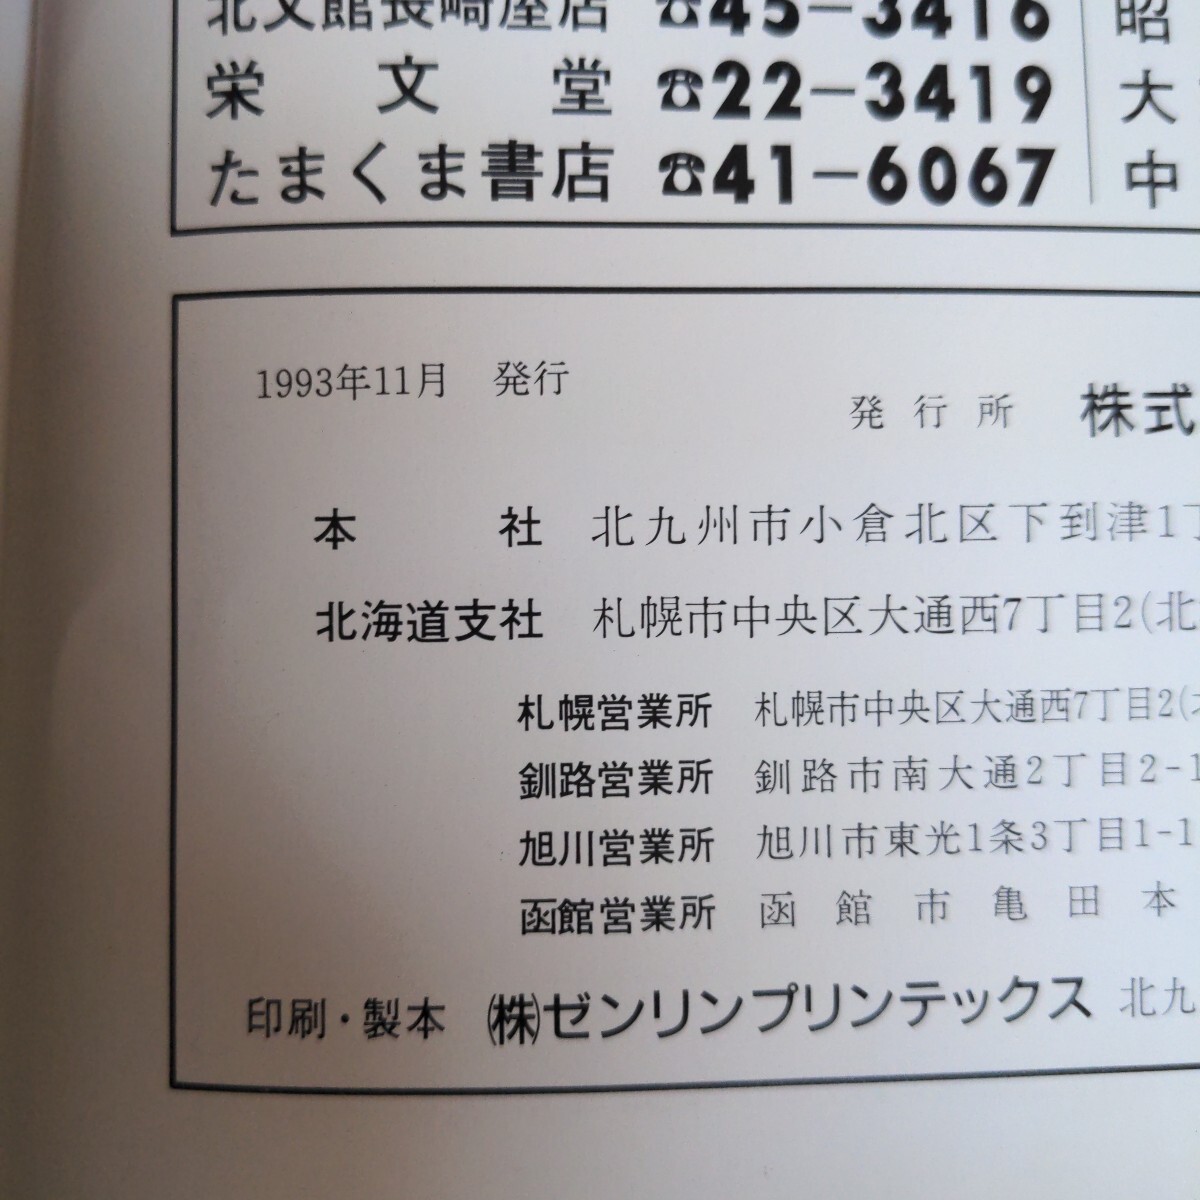 北文館長崎屋店 ☎45-3416 昭
栄文堂 ☎22-3419 大
たまくま書店 ☎41-6067 中
1993年11月 発行
発行所 株式
本社 北九州市小倉北区下到津1丁
北海道支社 札幌市中央区大通西7丁目2(北
札幌営業所 札幌市中央区大通西7丁目2(北
釧路営業所 釧路市南大通2丁目2-1
旭川営業所 旭川市東光1条3丁目1-1
函館営業所 函館市亀田本
印刷・製本 ㈱ゼンリンプリンテックス 北九